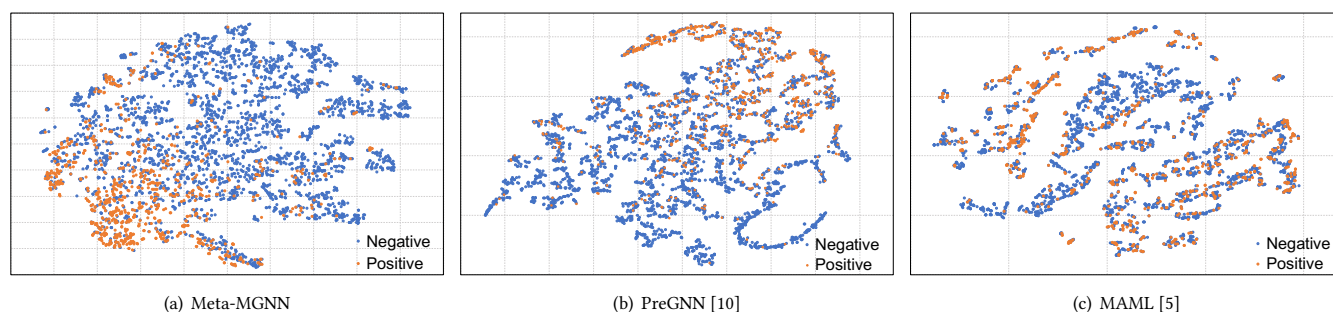 Negative
Positive
(a) Meta-MGNN
Negative
Positive
(b) PreGNN [10]
Negative
Positive
(c) MAML [5]